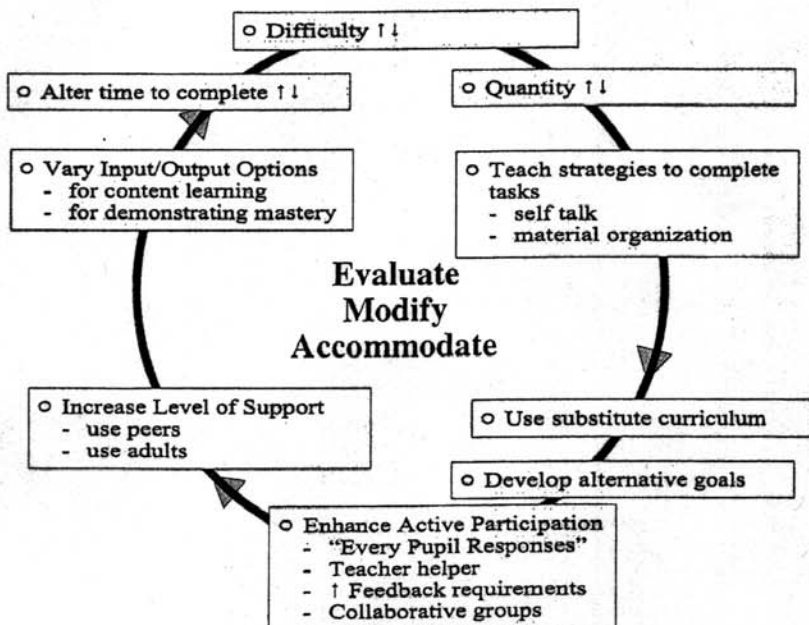 o Difficulty ↑↓
o Quantity ↑↓
o Teach strategies to complete
tasks
- self talk
- material organization
o Use substitute curriculum
o Develop alternative goals
o Enhance Active Participation
- “Every Pupil Responses”
- Teacher helper
- ↑ Feedback requirements
- Collaborative groups
o Increase Level of Support
- use peers
- use adults
o Vary Input/Output Options
- for content learning
- for demonstrating mastery
o Alter time to complete ↑↓
Evaluate
Modify
Accommodate